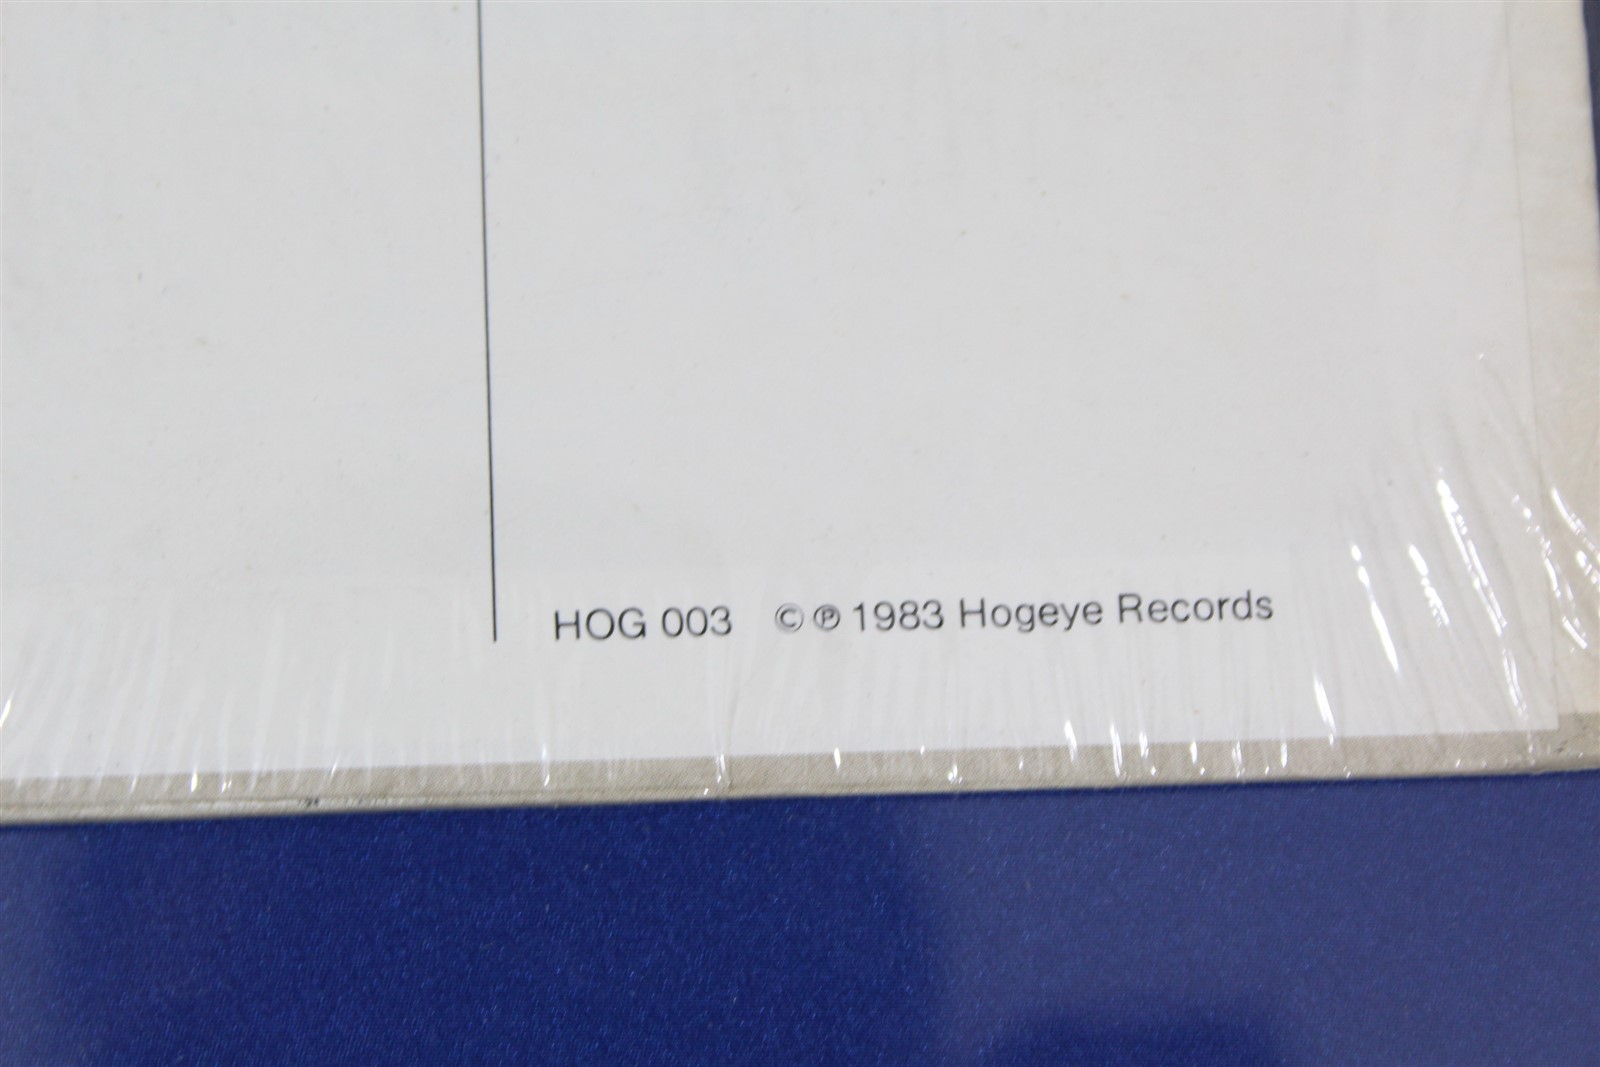 HOG 003 ©℗ 1983 Hogeye Records